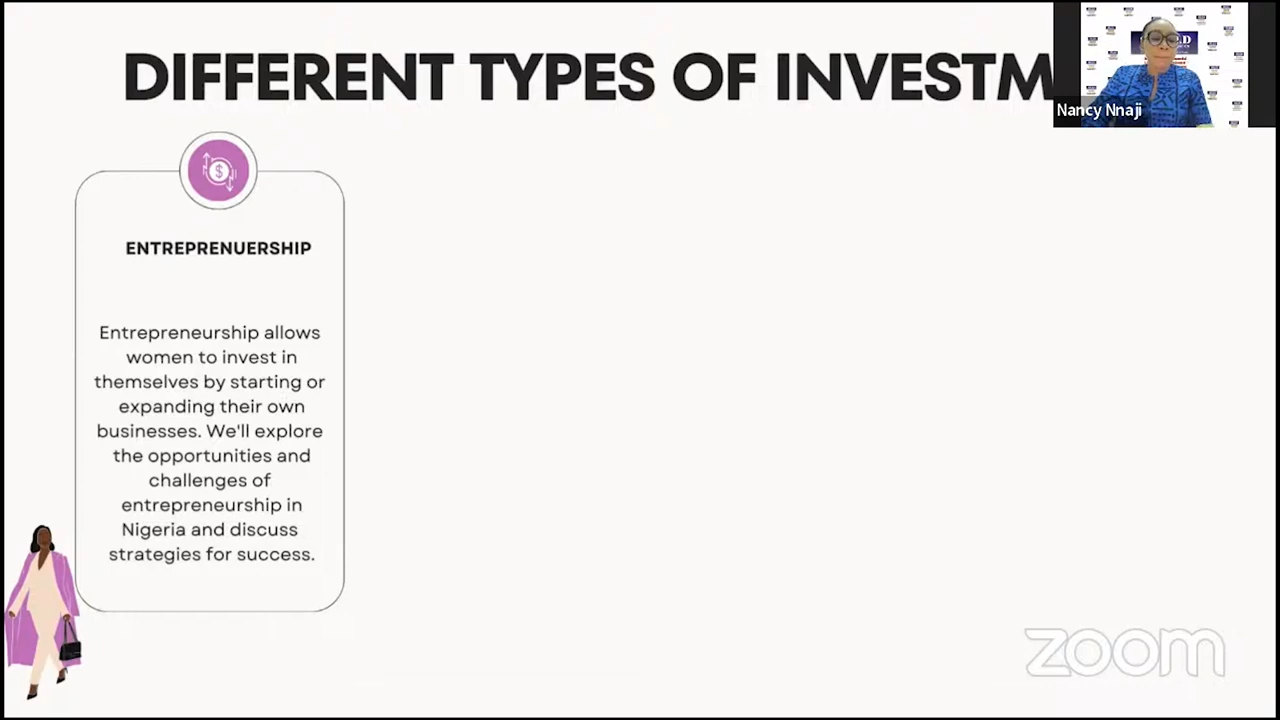 DIFFERENT TYPES OF INVESTM
Nancy Nnaji
$
ENTREPRENUERSHIP
Entrepreneurship allows
women to invest in
themselves by starting or
expanding their own
businesses. We'll explore
the opportunities and
challenges of
entrepreneurship in
Nigeria and discuss
strategies for success.
zoom